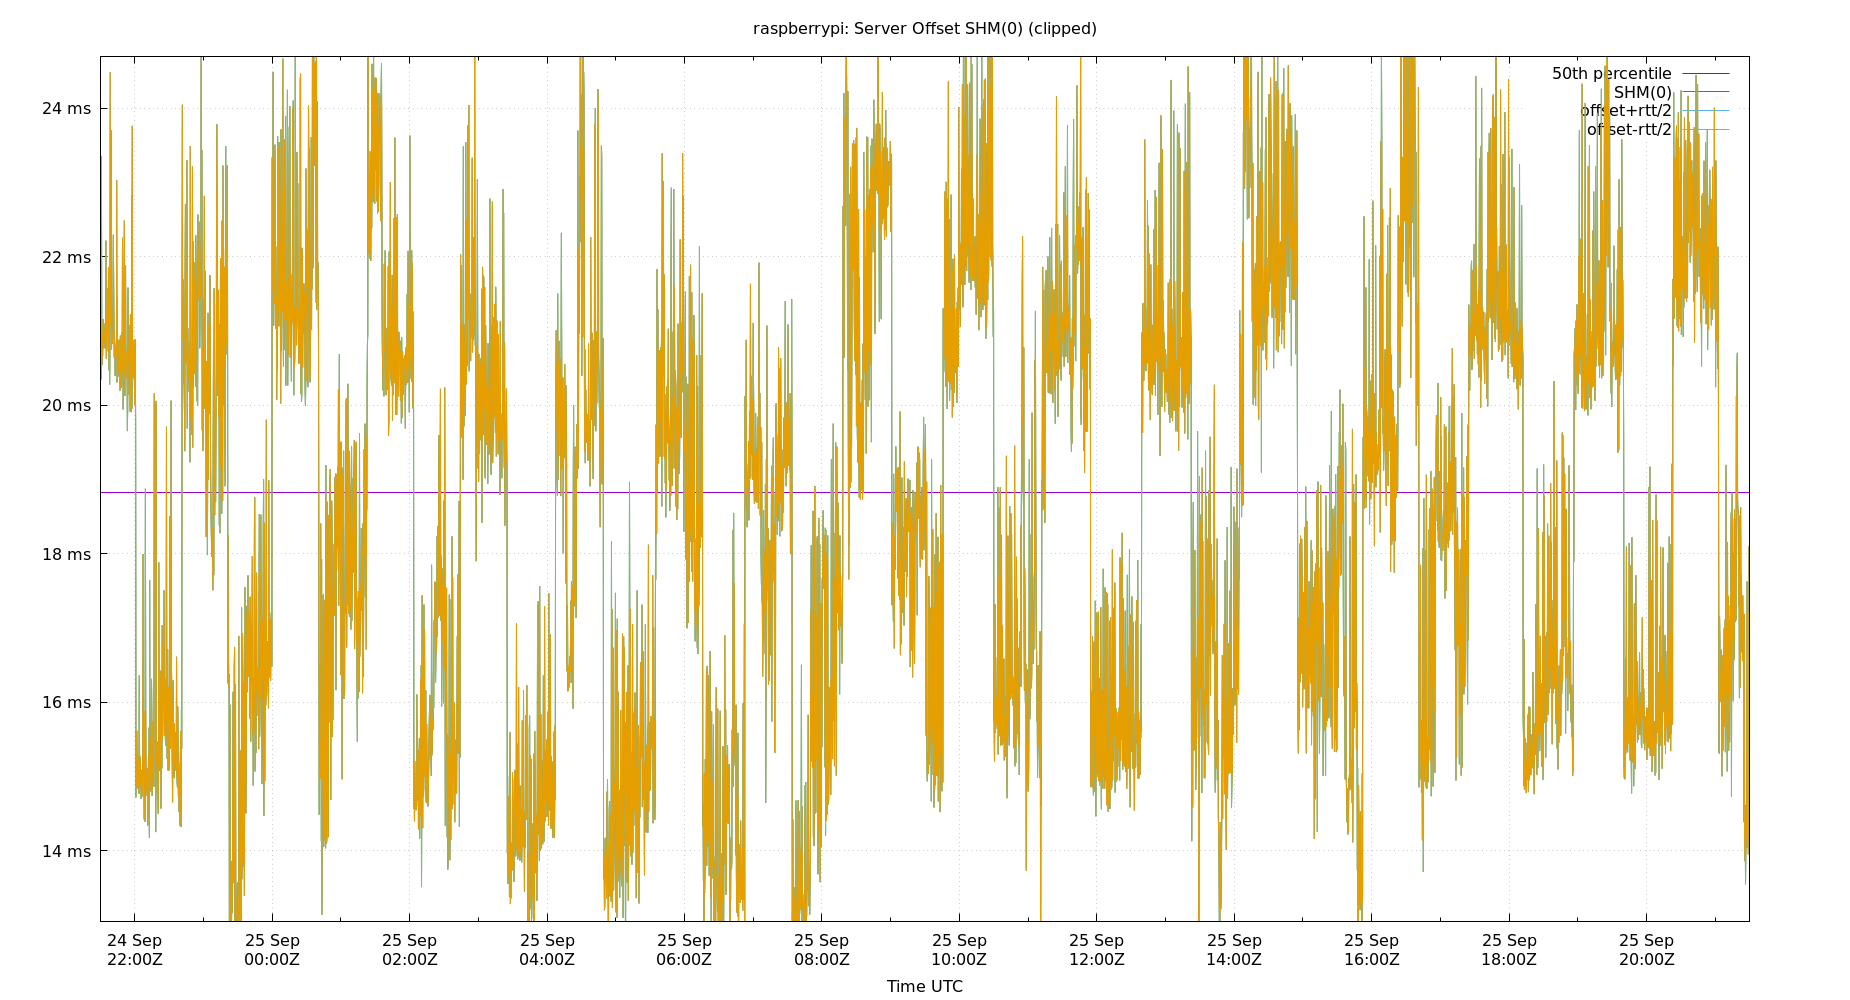 raspberrypi: Server Offset SHM(0) (clipped)
50th percentile
SHM(0)
offset+rtt/2
offset-rtt/2
24 ms
22 ms
20 ms
18 ms
16 ms
14 ms
24 Sep 25 Sep 25 Sep 25 Sep 25 Sep 25 Sep 25 Sep 25 Sep 25 Sep 25 Sep 25 Sep 25 Sep
22:00Z 00:00Z 02:00Z 04:00Z 06:00Z 08:00Z 10:00Z 12:00Z 14:00Z 16:00Z 18:00Z 20:00Z
Time UTC